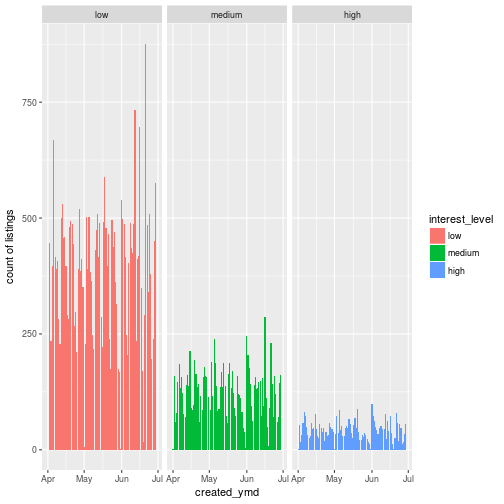 low
medium
high
750
500
250
0
count of listings
Apr
May
Jun
Jul
Apr
May
Jun
Jul
Apr
May
Jun
Jul
created_ymd
interest_level
low
medium
high